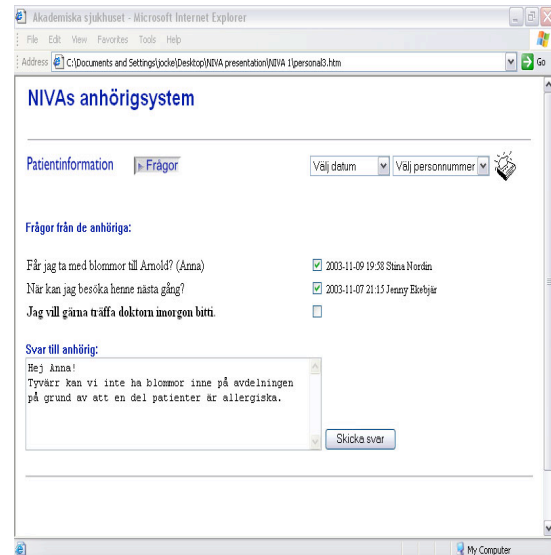 Akademiska sjukhuset - Microsoft Internet Explorer
File Edit View Favorites Tools Help
Address C:\Documents and Settings\jocke\Desktop\NIVA presentation\NIVA 1\personal3.htm Go
NIVAs anhörigsystem
Patientinformation Frågor Välj datum Välj personnummer
Frågor från de anhöriga:
Får jag ta med blommor till Arnold? (Anna) 2003-11-09 19:58 Stina Nordin
När kan jag besöka henne nästa gång? 2003-11-07 21:15 Jenny Ekebjär
Jag vill gärna träffa doktorn imorgon bitti.
Svar till anhörig:
Hej Anna!
Tyvärr kan vi inte ha blommor inne på avdelningen
på grund av att en del patienter är allergiska.
Skicka svar
My Computer